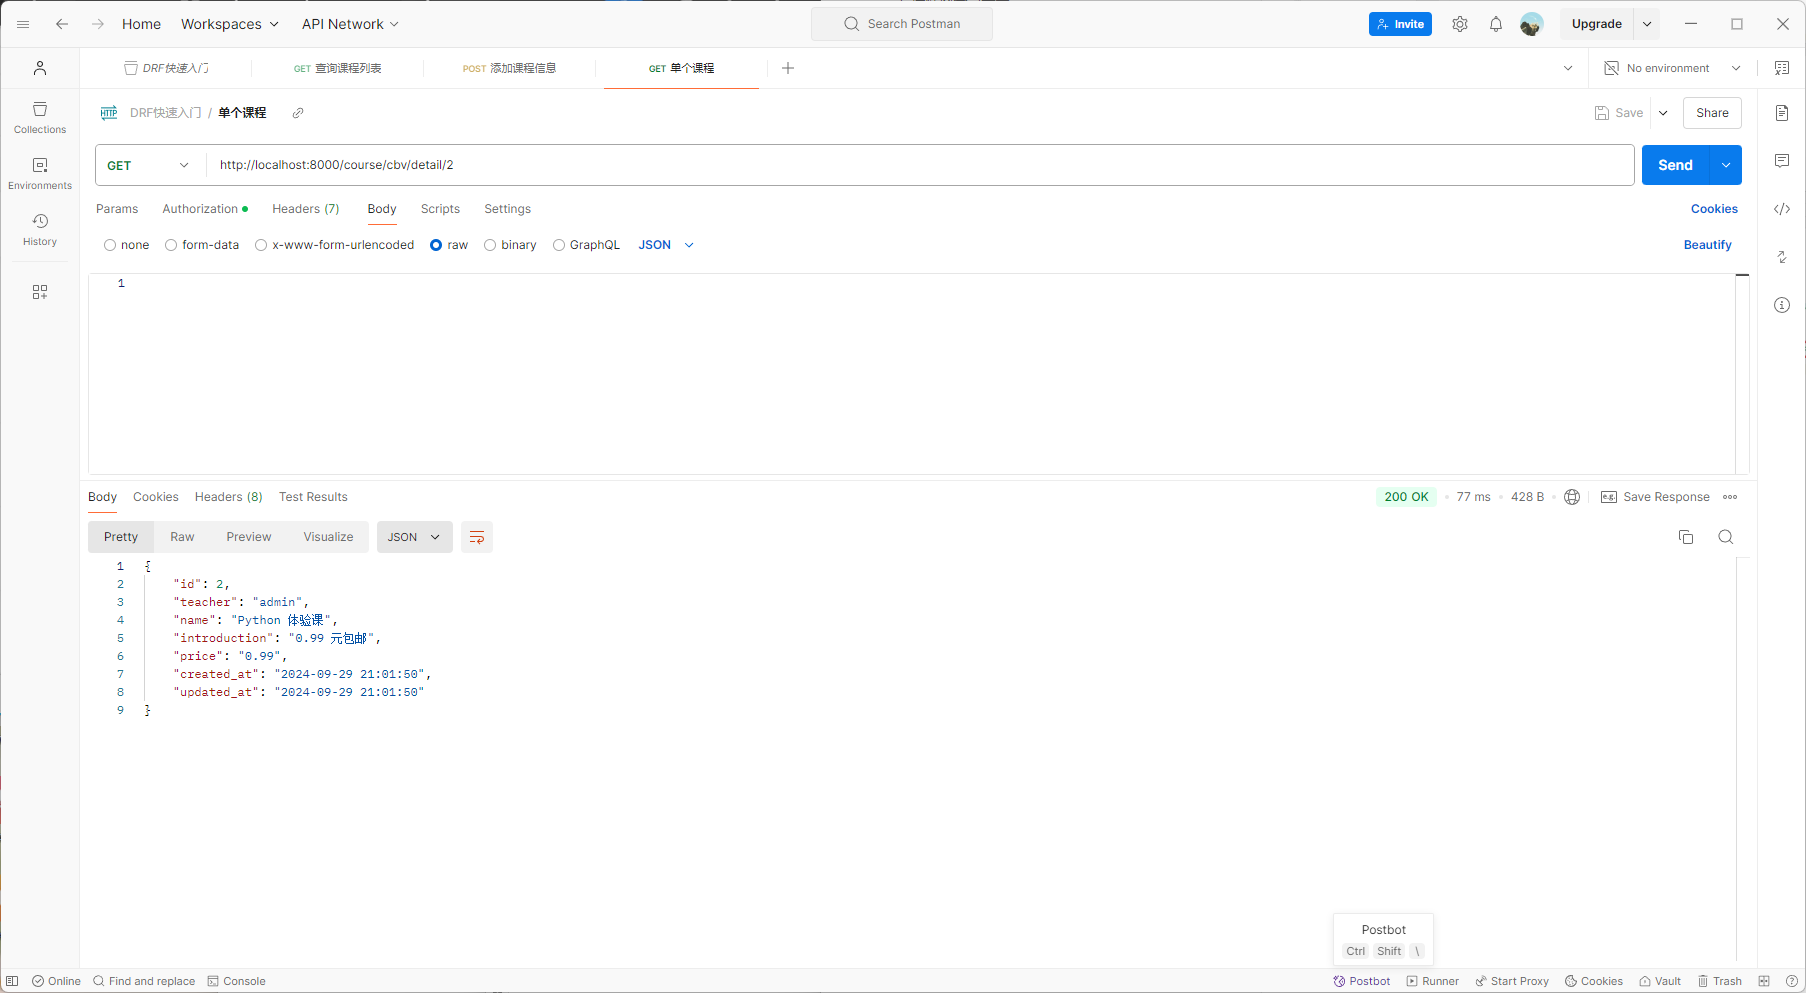 Home Workspaces API Network Search Postman Invite Upgrade
DRF快速入门 GET 查询课程列表 POST 添加课程信息 GET 单个课程 No environment
HTTP DRF快速入门 / 单个课程 Save Share
Collections
GET http://localhost:8000/course/cbv/detail/2 Send
Environments
Params Authorization Headers (7) Body Scripts Settings Cookies
History
none form-data x-www-form-urlencoded raw binary GraphQL JSON Beautify
1
Body Cookies Headers (8) Test Results 200 OK 77 ms 428 B e.g. Save Response
Pretty Raw Preview Visualize JSON
1 {
2 "id": 2,
3 "teacher": "admin",
4 "name": "Python 体验课",
5 "introduction": "0.99 元包邮",
6 "price": "0.99",
7 "created_at": "2024-09-29 21:01:50",
8 "updated_at": "2024-09-29 21:01:50"
9 }
Postbot
Ctrl Shift \
Online Find and replace Console Postbot Runner Start Proxy Cookies Vault Trash